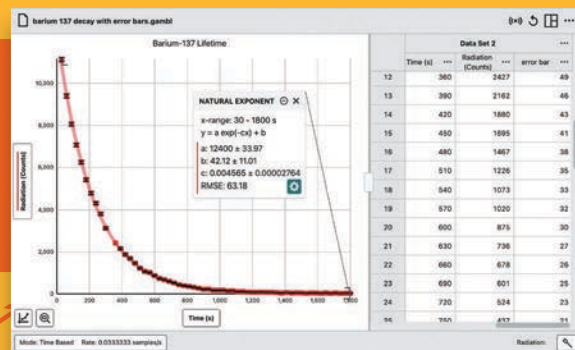 barium 137 decay with error bars.gambl
Barium-137 Lifetime
Radiation (Counts)
10,000
8,000
6,000
4,000
2,000
0
0 200 400 600 800 1,000 1,200 1,400 1,600 1,800
Time (s)
NATURAL EXPONENT
x-range: 30 - 1800 s
y = a exp(-cx) + b
a: 12400 ± 33.97
b: 42.12 ± 11.01
c: 0.004565 ± 0.00002764
RMSE: 63.18
Data Set 2
Time (s) Radiation (Counts) error bar
12 360 2427 49
13 390 2162 46
14 420 1880 43
15 450 1695 41
16 480 1467 38
17 510 1226 35
18 540 1073 33
19 570 1020 32
20 600 875 30
21 630 736 27
22 660 678 26
23 690 601 25
24 720 524 23
25 750 437 21
Mode: Time Based Rate: 0.0333333 samples/s
Radiation: